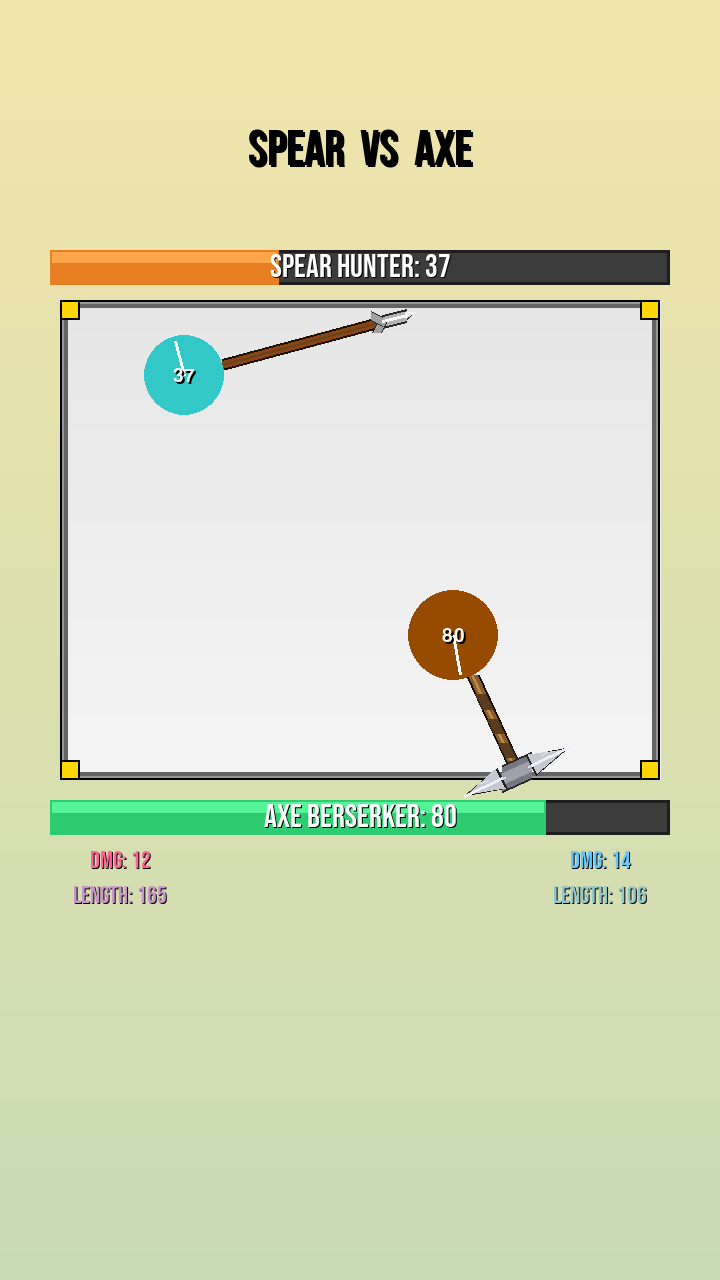 SPEAR VS AXE
SPEAR HUNTER: 37
37
80
AXE BERSERKER: 80
DMG: 12
DMG: 14
LENGTH: 165
LENGTH: 106